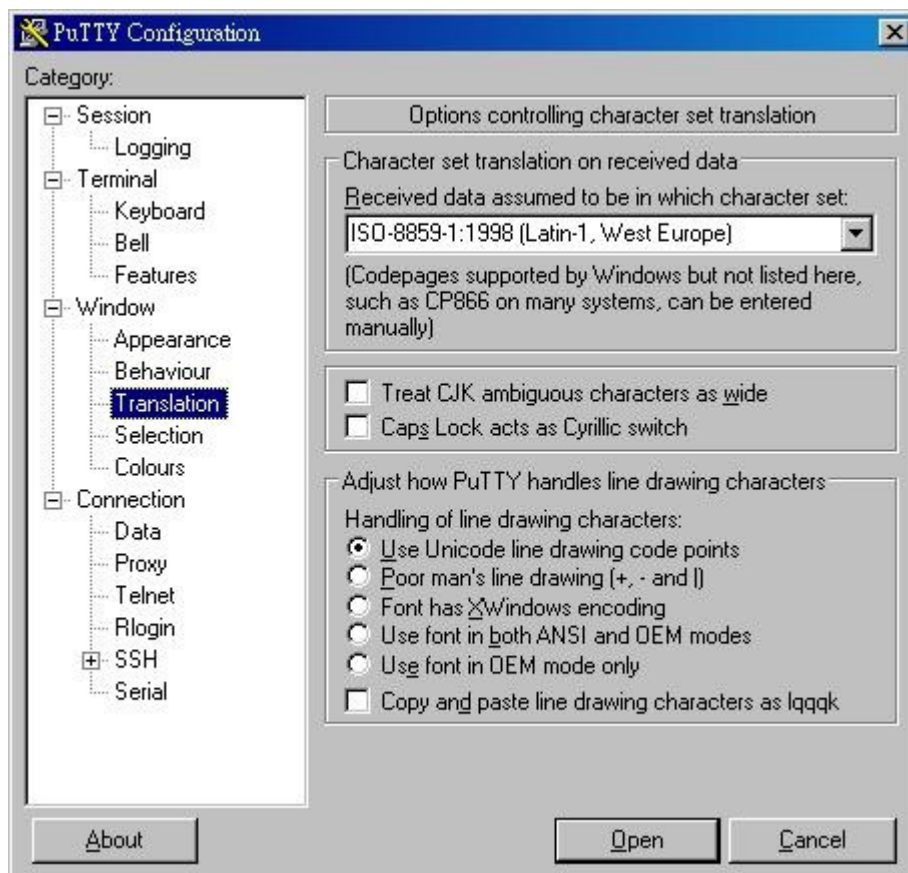 PuTTY Configuration
Category:
Session
Logging
Terminal
Keyboard
Bell
Features
Window
Appearance
Behaviour
Translation
Selection
Colours
Connection
Data
Proxy
Telnet
Rlogin
SSH
Serial
Options controlling character set translation
Character set translation on received data
Received data assumed to be in which character set:
ISO-8859-1:1998 (Latin-1, West Europe)
(Codepages supported by Windows but not listed here,
such as CP866 on many systems, can be entered
manually)
Treat CJK ambiguous characters as wide
Caps Lock acts as Cyrillic switch
Adjust how PuTTY handles line drawing characters
Handling of line drawing characters:
Use Unicode line drawing code points
Poor man's line drawing (+, - and |)
Font has XWindows encoding
Use font in both ANSI and OEM modes
Use font in OEM mode only
Copy and paste line drawing characters as lqqqk
About
Open
Cancel